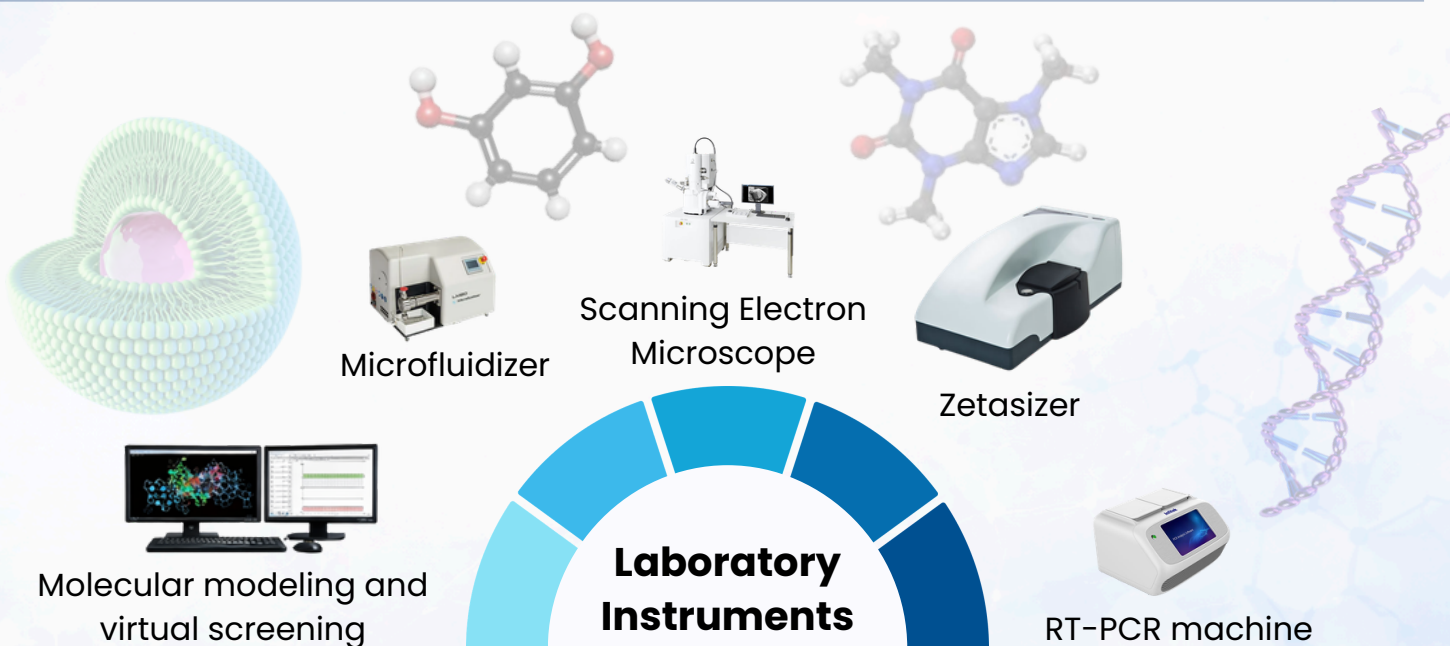 Scanning Electron
Microscope
Microfluidizer
Zetasizer
Laboratory
Instruments
Molecular modeling and
virtual screening
RT-PCR machine